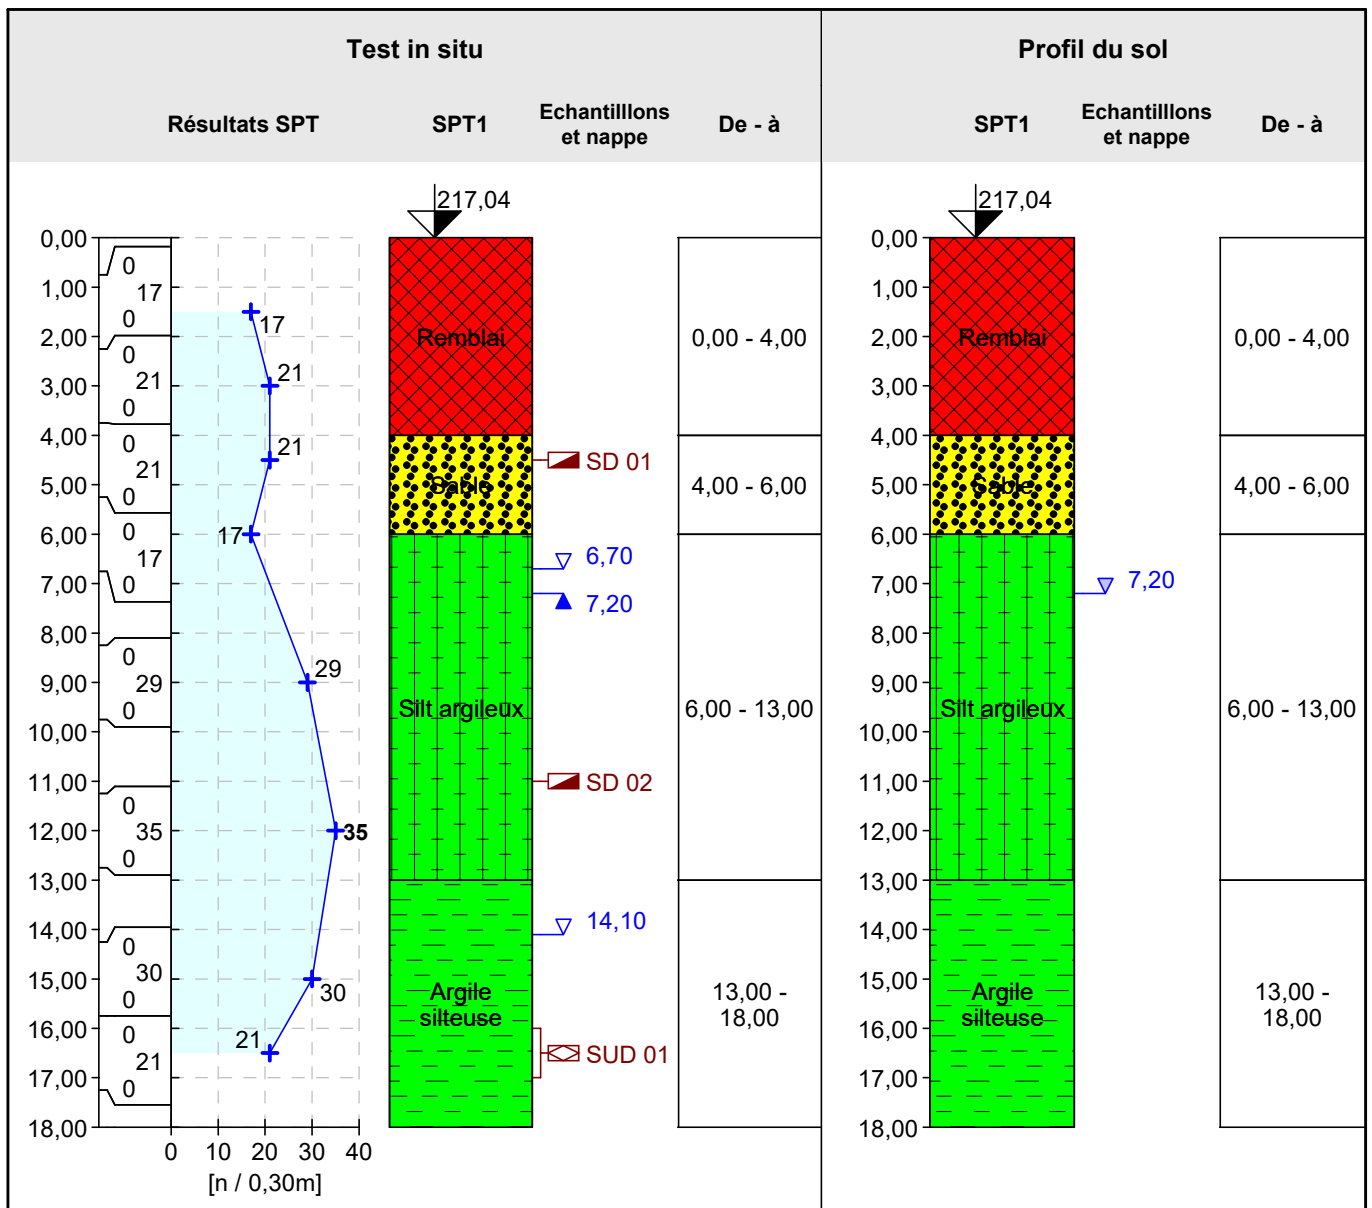 Test in situ
Profil du sol
Résultats SPT
SPT1
Echantilllons
et nappe
De - à
SPT1
Echantilllons
et nappe
De - à
217,04
217,04
0,00
1,00
2,00
3,00
4,00
5,00
6,00
7,00
8,00
9,00
10,00
11,00
12,00
13,00
14,00
15,00
16,00
17,00
18,00
0
17
0
0
21
0
0
21
0
0
17
0
0
29
0
0
35
0
0
30
0
0
21
0
17
21
21
17
29
35
30
21
0 10 20 30 40
[n / 0,30m]
Remblai
Sable
Silt argileux
Argile
silteuse
SD 01
6,70
7,20
SD 02
14,10
SUD 01
0,00 - 4,00
4,00 - 6,00
6,00 - 13,00
13,00 -
18,00
0,00
1,00
2,00
3,00
4,00
5,00
6,00
7,00
8,00
9,00
10,00
11,00
12,00
13,00
14,00
15,00
16,00
17,00
18,00
Remblai
Sable
Silt argileux
Argile
silteuse
7,20
0,00 - 4,00
4,00 - 6,00
6,00 - 13,00
13,00 -
18,00